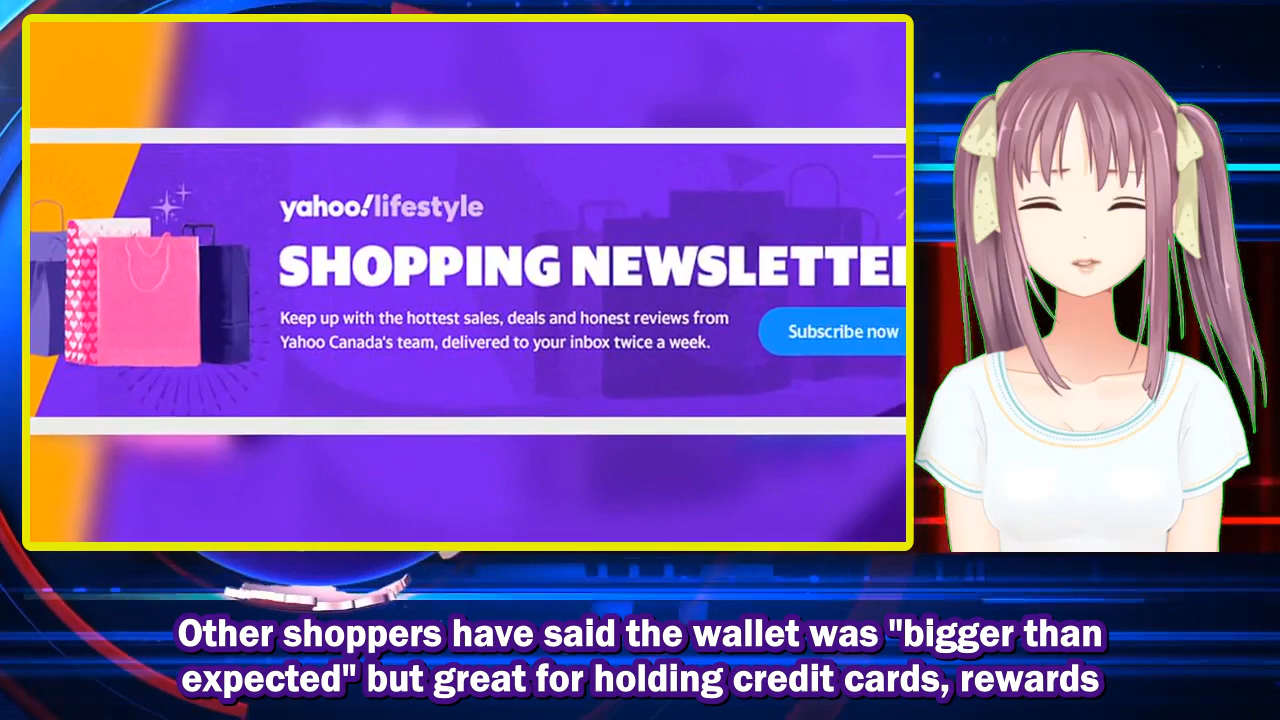 yahoo!/lifestyle
SHOPPING NEWSLETTE
Keep up with the hottest sales, deals and honest reviews from
Yahoo Canada's team, delivered to your inbox twice a week.
Subscribe now
Other shoppers have said the wallet was "bigger than
expected" but great for holding credit cards, rewards